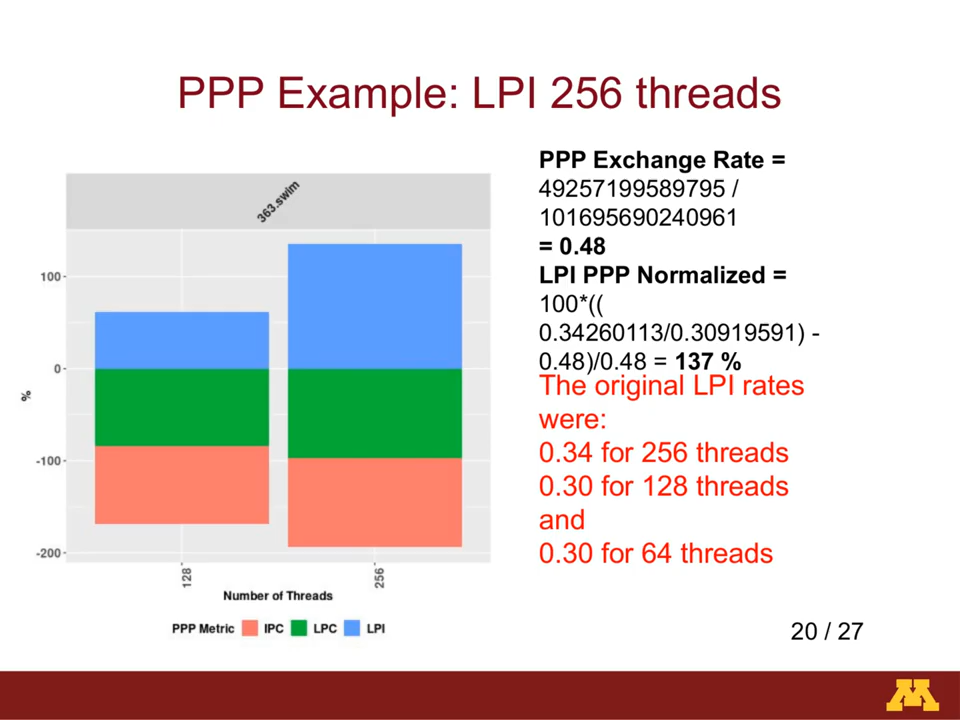 PPP Example: LPI 256 threads
363.swim
100
0
-100
-200
%
128
256
Number of Threads
PPP Metric IPC LPC LPI
PPP Exchange Rate =
49257199589795 /
101695690240961
= 0.48
LPI PPP Normalized =
100*((
0.34260113/0.30919591) -
0.48)/0.48 = 137 %
The original LPI rates
were:
0.34 for 256 threads
0.30 for 128 threads
and
0.30 for 64 threads
20 / 27
M